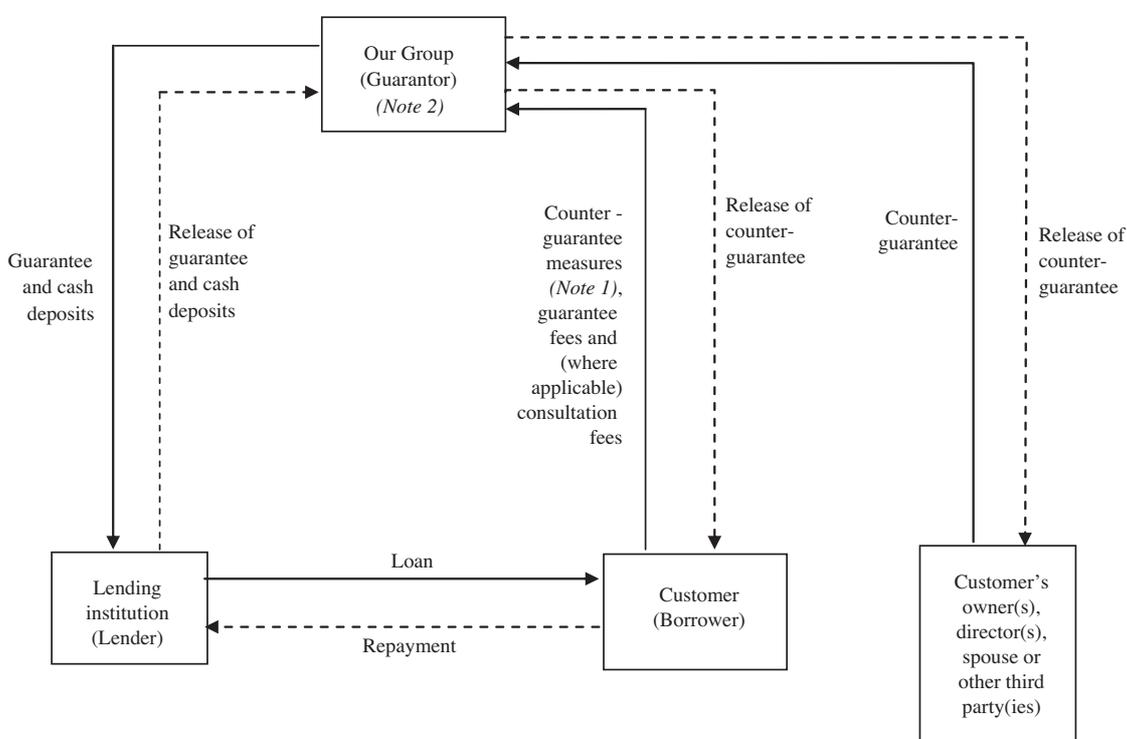 Our Group
(Guarantor)
(Note 2)
Guarantee
and cash
deposits
Release of
guarantee
and cash
deposits
Counter -
guarantee
measures
(Note 1),
guarantee
fees and
(where
applicable)
consultation
fees
Release of
counter-
guarantee
Counter-
guarantee
Release of
counter-
guarantee
Lending
institution
(Lender)
Loan
Repayment
Customer
(Borrower)
Customer’s
owner(s),
director(s),
spouse or
other third
party(ies)